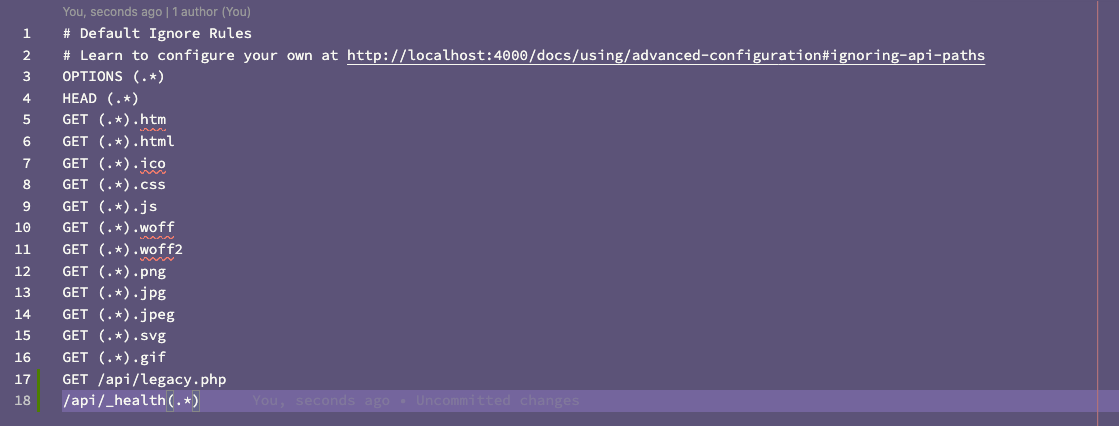 You, seconds ago | 1 author (You)
1 # Default Ignore Rules
2 # Learn to configure your own at http://localhost:4000/docs/using/advanced-configuration#ignoring-api-paths
3 OPTIONS (.*)
4 HEAD (.*)
5 GET (.*).htm
6 GET (.*).html
7 GET (.*).ico
8 GET (.*).css
9 GET (.*).js
10 GET (.*).woff
11 GET (.*).woff2
12 GET (.*).png
13 GET (.*).jpg
14 GET (.*).jpeg
15 GET (.*).svg
16 GET (.*).gif
17 GET /api/legacy.php
18 /api/_health(.*) You, seconds ago • Uncommitted changes